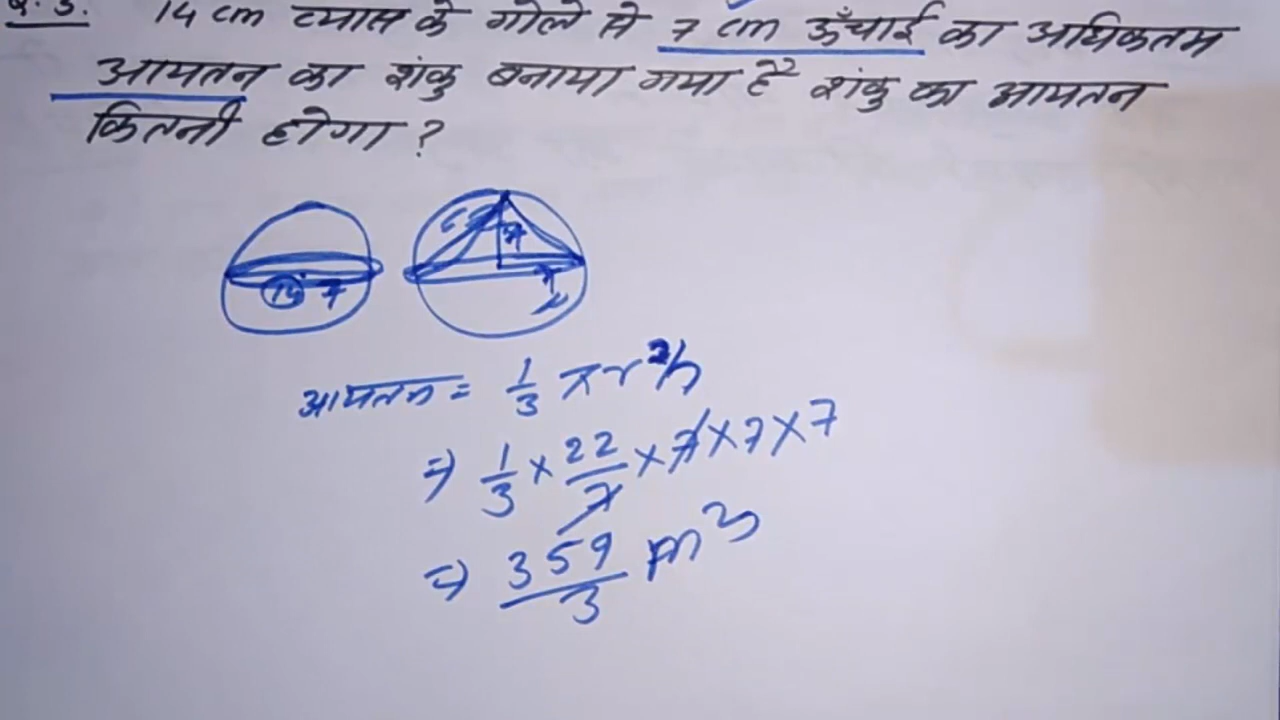 Q. 3. 14 cm व्यास के गोले से 7 cm ऊँचाई का अधिकतम
आयतन का शंकु बनाया गया है शंकु का आयतन
कितनी होगा ?
14 7
7
आयतन = 1/3 πr²h
⇒ 1/3 × 22/7 × 7 × 7 × 7
⇒ 359/3 m³